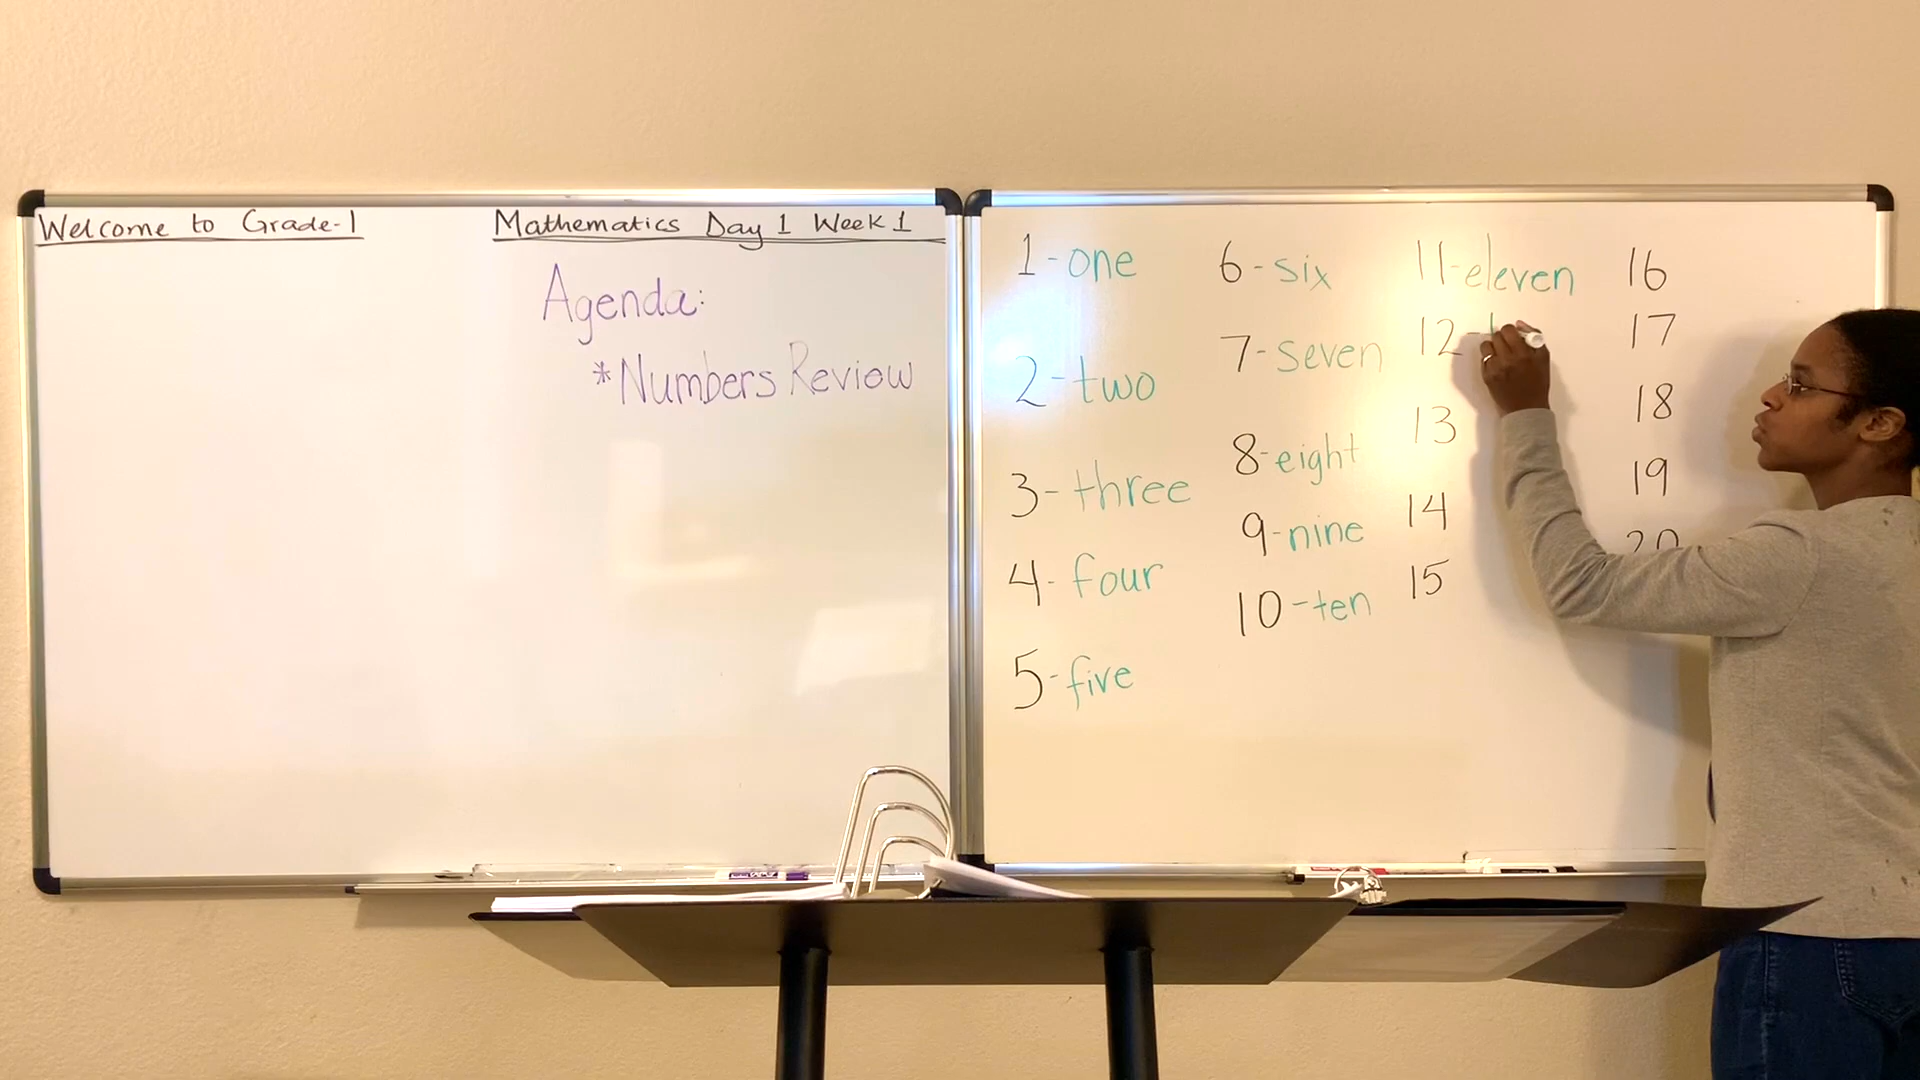 Welcome to Grade-1
Mathematics Day 1 Week 1
Agenda:
*Numbers Review
1-one
2-two
3-three
4-four
5-five
6-six
7-seven
8-eight
9-nine
10-ten
11-eleven
12-t
13
14
15
16
17
18
19
20